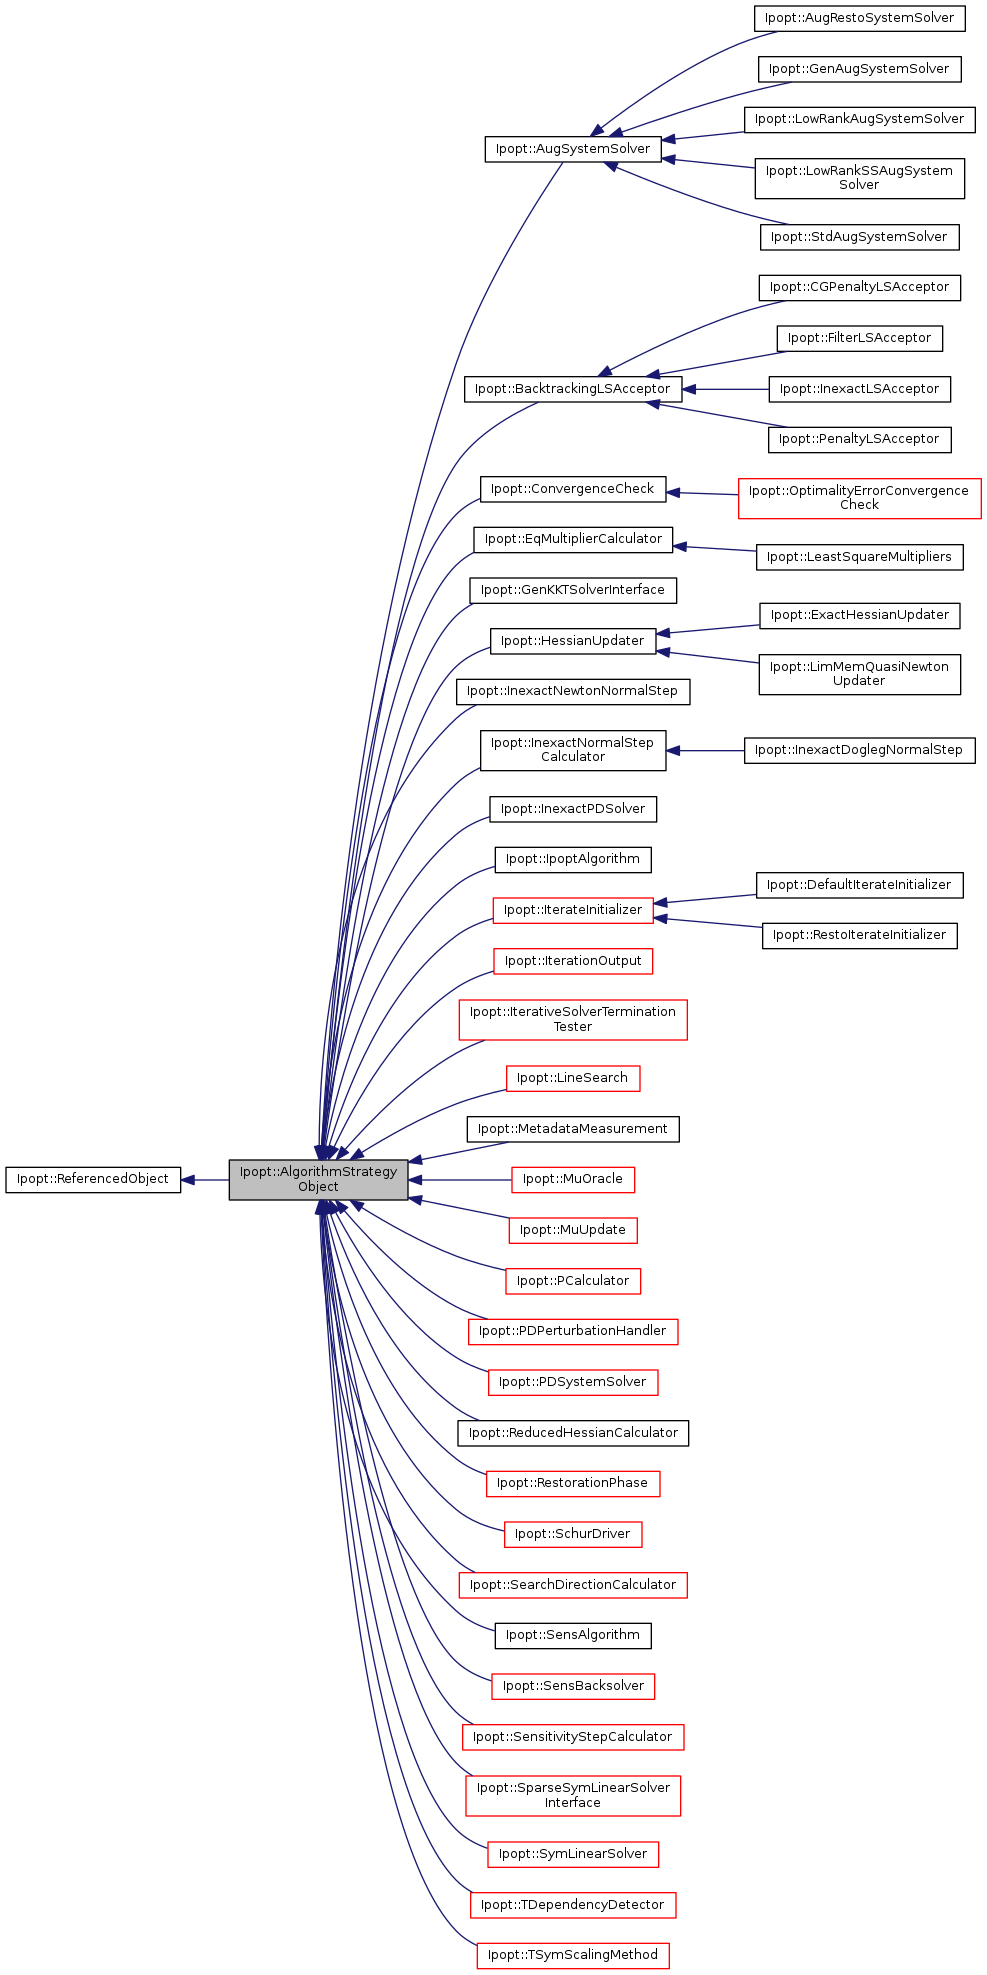 Ipopt::AugRestoSystemSolver
Ipopt::GenAugSystemSolver
Ipopt::LowRankAugSystemSolver
Ipopt::AugSystemSolver
Ipopt::LowRankSSAugSystem
Solver
Ipopt::StdAugSystemSolver
Ipopt::CGPenaltyLSAcceptor
Ipopt::FilterLSAcceptor
Ipopt::BacktrackingLSAcceptor
Ipopt::InexactLSAcceptor
Ipopt::PenaltyLSAcceptor
Ipopt::ConvergenceCheck
Ipopt::OptimalityErrorConvergence
Check
Ipopt::EqMultiplierCalculator
Ipopt::LeastSquareMultipliers
Ipopt::GenKKTSolverInterface
Ipopt::ExactHessianUpdater
Ipopt::HessianUpdater
Ipopt::LimMemQuasiNewton
Updater
Ipopt::InexactNewtonNormalStep
Ipopt::InexactNormalStep
Calculator
Ipopt::InexactDoglegNormalStep
Ipopt::InexactPDSolver
Ipopt::IpoptAlgorithm
Ipopt::DefaultIterateInitializer
Ipopt::IterateInitializer
Ipopt::RestoIterateInitializer
Ipopt::IterationOutput
Ipopt::IterativeSolverTermination
Tester
Ipopt::LineSearch
Ipopt::MetadataMeasurement
Ipopt::ReferencedObject
Ipopt::AlgorithmStrategy
Object
Ipopt::MuOracle
Ipopt::MuUpdate
Ipopt::PCalculator
Ipopt::PDPerturbationHandler
Ipopt::PDSystemSolver
Ipopt::ReducedHessianCalculator
Ipopt::RestorationPhase
Ipopt::SchurDriver
Ipopt::SearchDirectionCalculator
Ipopt::SensAlgorithm
Ipopt::SensBacksolver
Ipopt::SensitivityStepCalculator
Ipopt::SparseSymLinearSolver
Interface
Ipopt::SymLinearSolver
Ipopt::TDependencyDetector
Ipopt::TSymScalingMethod